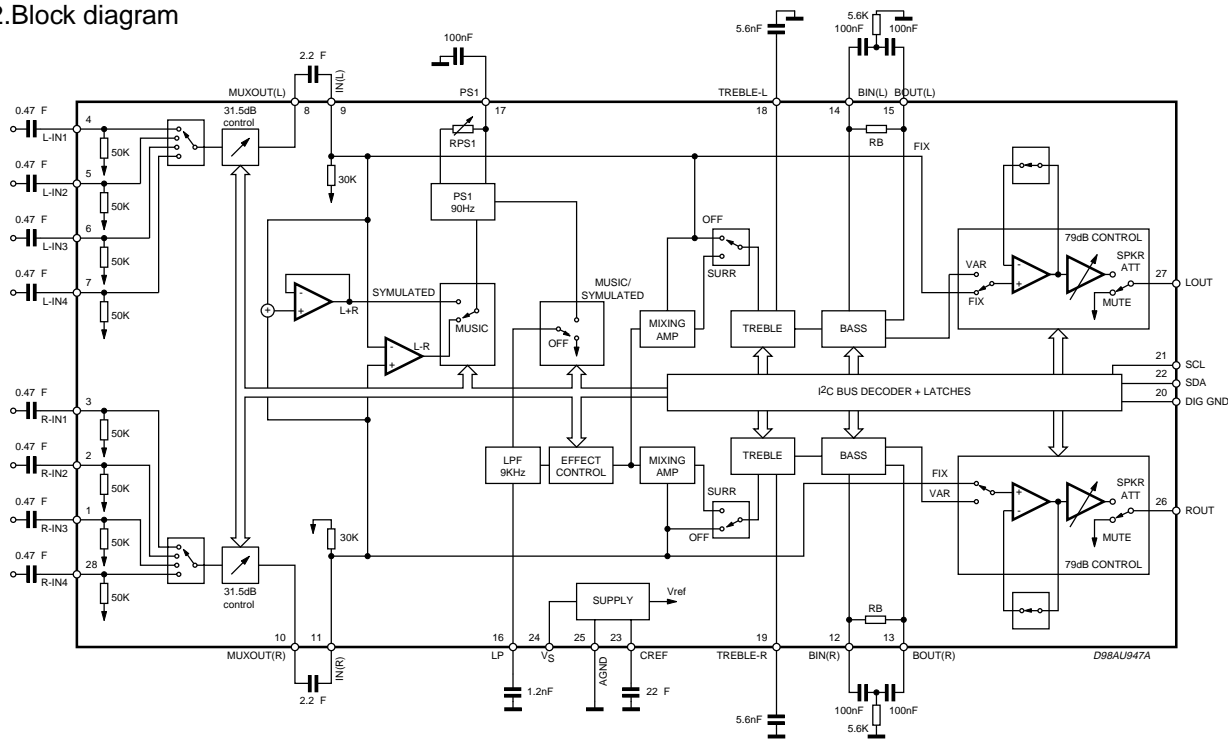 2.Block diagram
5.6nF
5.6K
100nF
100nF
100nF
2.2 F
IN(L)
MUXOUT(L)
PS1
TREBLE-L
BIN(L)
BOUT(L)
8
9
17
18
14
15
0.47 F
L-IN1
4
50K
31.5dB
control
RPS1
RB
FIX
0.47 F
L-IN2
5
50K
30K
PS1
90Hz
0.47 F
L-IN3
6
50K
OFF
SURR
79dB CONTROL
0.47 F
L-IN4
7
50K
SYMULATED
L+R
MUSIC
MUSIC/
SYMULATED
OFF
MIXING
AMP
TREBLE
BASS
VAR
FIX
SPKR
ATT
MUTE
27
LOUT
L-R
I2C BUS DECODER + LATCHES
21
SCL
22
SDA
20
DIG GND
0.47 F
R-IN1
3
50K
0.47 F
R-IN2
2
50K
LPF
9KHz
EFFECT
CONTROL
MIXING
AMP
TREBLE
BASS
FIX
VAR
SPKR
ATT
0.47 F
R-IN3
1
50K
30K
SURR
OFF
MUTE
26
ROUT
0.47 F
R-IN4
28
50K
31.5dB
control
79dB CONTROL
SUPPLY
Vref
RB
10
11
16
24
25
23
19
12
13
MUXOUT(R)
IN(R)
LP
VS
AGND
CREF
TREBLE-R
BIN(R)
BOUT(R)
D98AU947A
2.2 F
1.2nF
22 F
5.6nF
100nF
100nF
5.6K